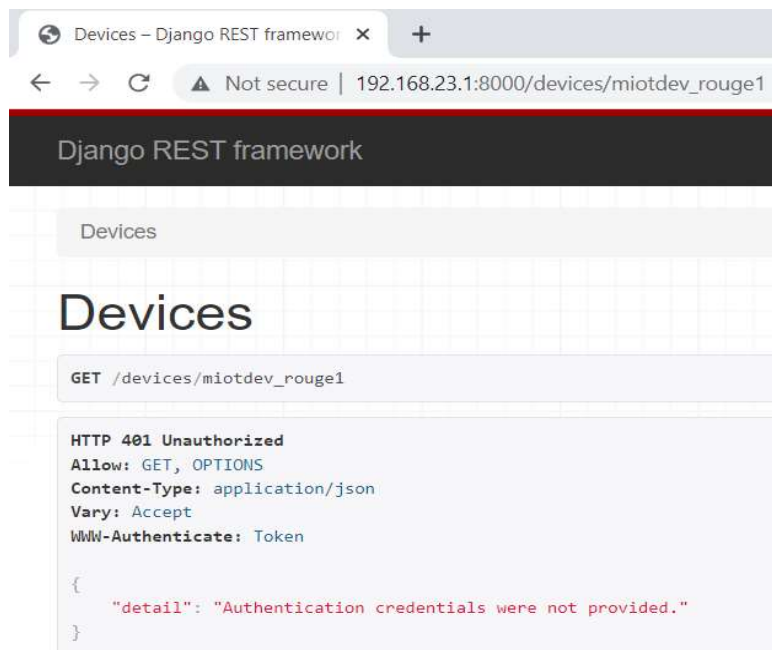 Devices – Django REST framewor
Not secure | 192.168.23.1:8000/devices/miotdev_rouge1
Django REST framework
Devices
Devices
GET /devices/miotdev_rouge1
HTTP 401 Unauthorized
Allow: GET, OPTIONS
Content-Type: application/json
Vary: Accept
WWW-Authenticate: Token
{
"detail": "Authentication credentials were not provided."
}